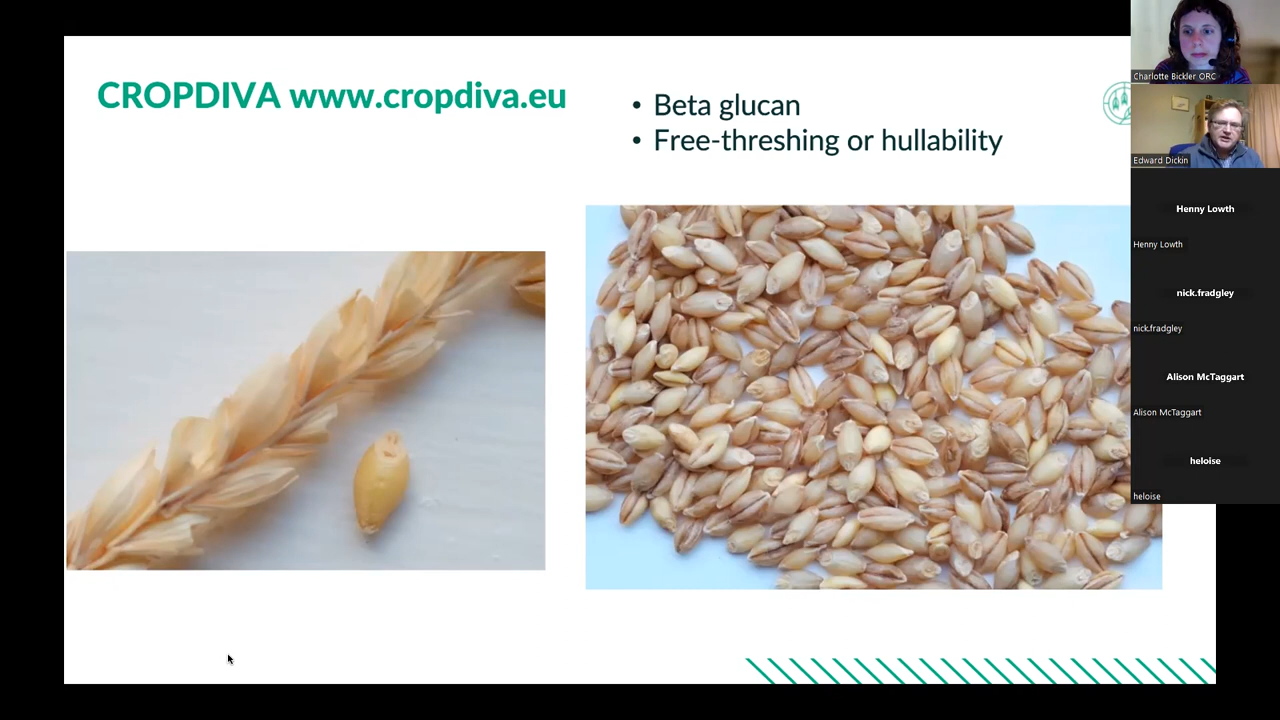 CROPDIVA www.cropdiva.eu
• Beta glucan
• Free-threshing or hullability
Charlotte Bickler ORC
Edward Dickin
Henny Lowth
Henny Lowth
nick.fradgley
nick.fradgley
Alison McTaggart
Alison McTaggart
heloise
heloise